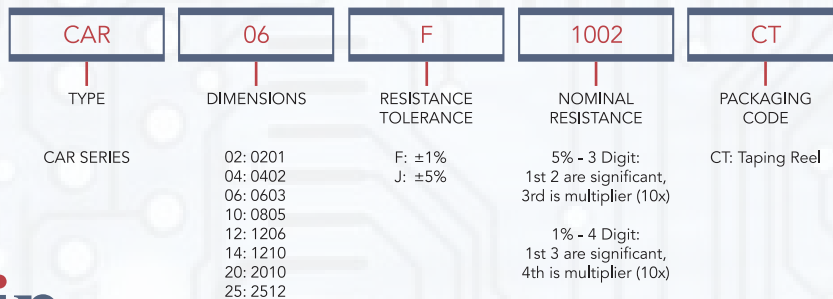 CAR 06 F 1002 CT
TYPE
CAR SERIES
DIMENSIONS
02: 0201
04: 0402
06: 0603
10: 0805
12: 1206
14: 1210
20: 2010
25: 2512
RESISTANCE
TOLERANCE
F: ±1%
J: ±5%
NOMINAL
RESISTANCE
5% - 3 Digit:
1st 2 are significant,
3rd is multiplier (10x)
1% - 4 Digit:
1st 3 are significant,
4th is multiplier (10x)
PACKAGING
CODE
CT: Taping Reel